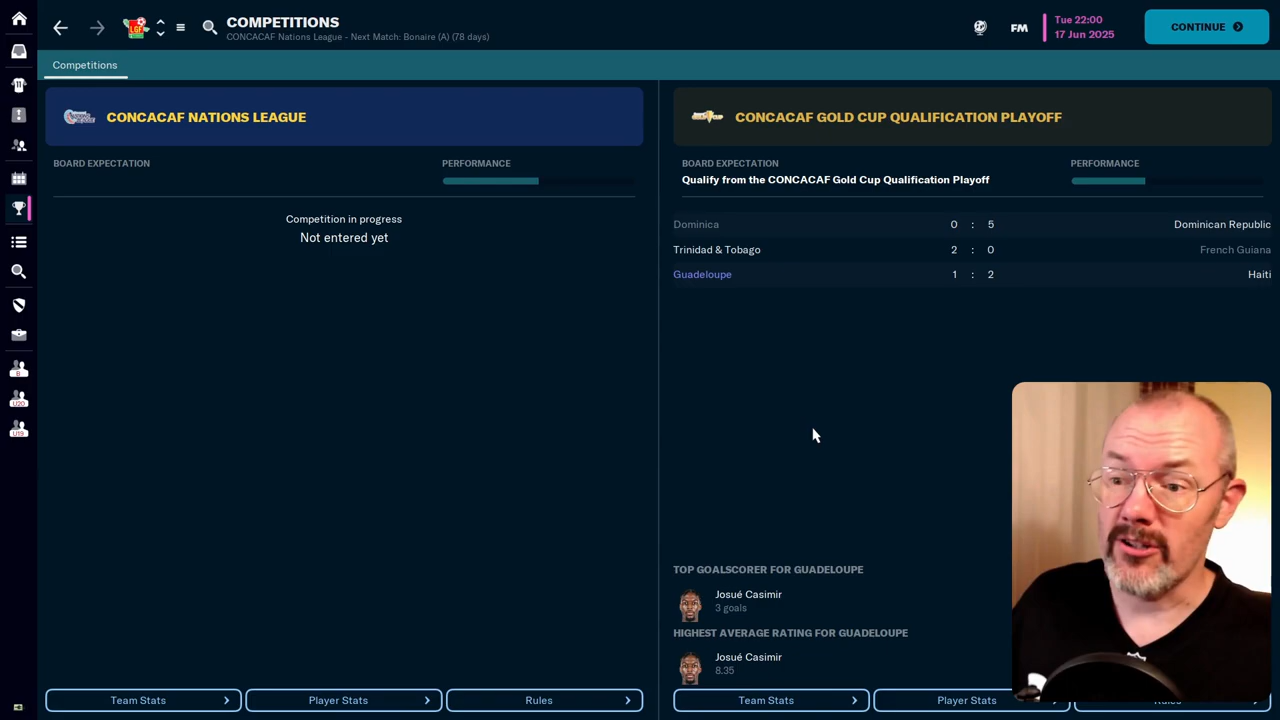 COMPETITIONS
CONCACAF Nations League - Next Match: Bonaire (A) (78 days)
FM
Tue 22:00
17 Jun 2025
CONTINUE
Competitions
CONCACAF NATIONS LEAGUE
BOARD EXPECTATION
PERFORMANCE
Competition in progress
Not entered yet
Team Stats
Player Stats
Rules
CONCACAF GOLD CUP QUALIFICATION PLAYOFF
BOARD EXPECTATION
PERFORMANCE
Qualify from the CONCACAF Gold Cup Qualification Playoff
Dominica 0 : 5 Dominican Republic
Trinidad & Tobago 2 : 0 French Guiana
Guadeloupe 1 : 2 Haiti
TOP GOALSCORER FOR GUADELOUPE
Josué Casimir
3 goals
HIGHEST AVERAGE RATING FOR GUADELOUPE
Josué Casimir
8.35
Team Stats
Player Stats
Rules